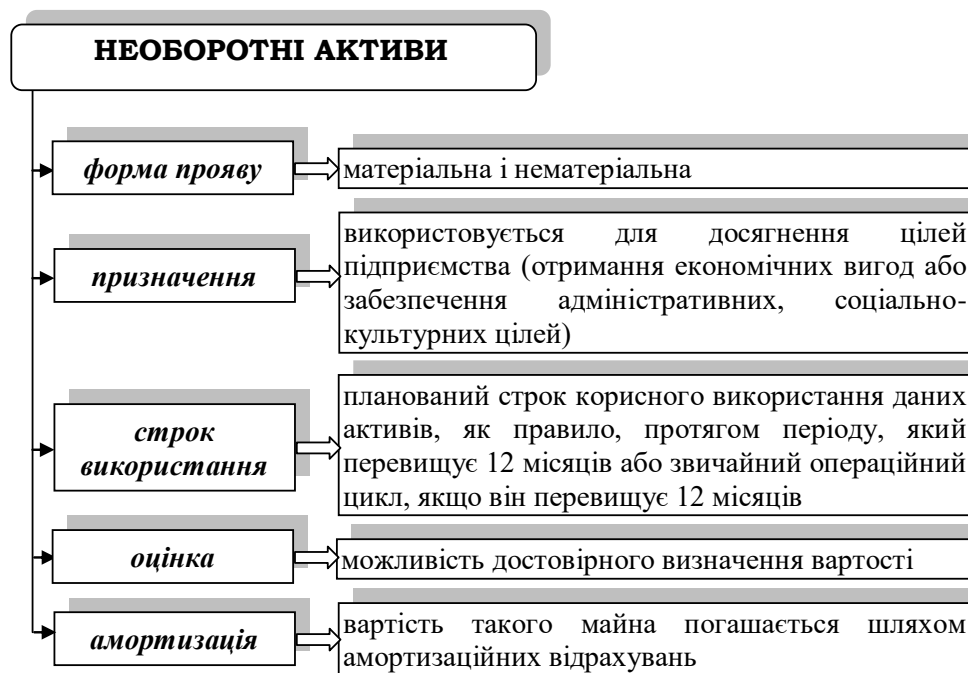 НЕОБОРОТНІ АКТИВИ
форма прояву
матеріальна і нематеріальна
призначення
використовується для досягнення цілей
підприємства (отримання економічних вигод або
забезпечення адміністративних, соціально-
культурних цілей)
строк
використання
планований строк корисного використання даних
активів, як правило, протягом періоду, який
перевищує 12 місяців або звичайний операційний
цикл, якщо він перевищує 12 місяців
оцінка
можливість достовірного визначення вартості
амортизація
вартість такого майна погашається шляхом
амортизаційних відрахувань